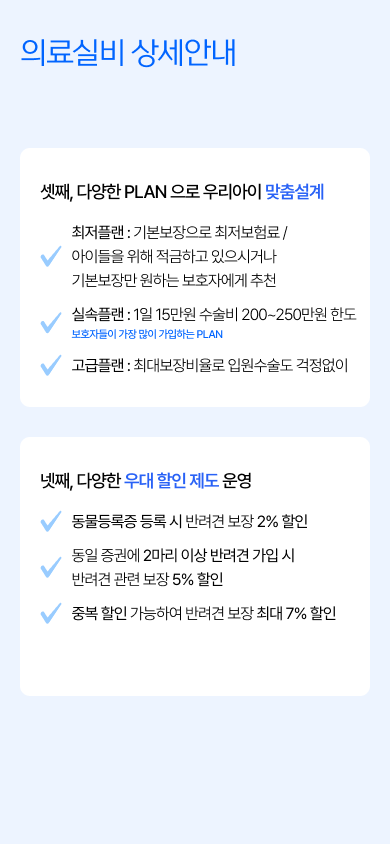 의료실비 상세안내
셋째, 다양한 PLAN 으로 우리아이 맞춤설계
최저플랜 : 기본보장으로 최저보험료 /
아이들을 위해 적금하고 있으시거나
기본보장만 원하는 보호자에게 추천
실속플랜 : 1일 15만원 수술비 200~250만원 한도
보호자들이 가장 많이 가입하는 PLAN
고급플랜 : 최대보장비율로 입원수술도 걱정없이
넷째, 다양한 우대 할인 제도 운영
동물등록증 등록 시 반려견 보장 2% 할인
동일 증권에 2마리 이상 반려견 가입 시
반려견 관련 보장 5% 할인
중복 할인 가능하여 반려견 보장 최대 7% 할인